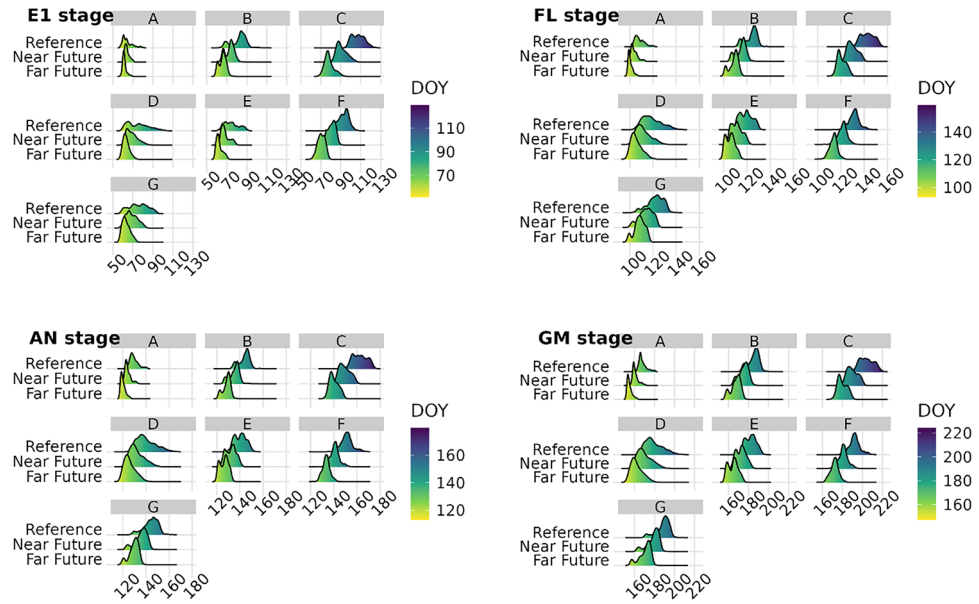 E1 stage
A B C
Reference
Near Future
Far Future
DOY
110
90
70
D E F
Reference
Near Future
Far Future
50 70 90 110 130 50 70 90 110 130
G
Reference
Near Future
Far Future
50 70 90 110 130
FL stage
A B C
Reference
Near Future
Far Future
DOY
140
120
100
D E F
Reference
Near Future
Far Future
100 120 140 160 100 120 140 160
G
Reference
Near Future
Far Future
100 120 140 160
AN stage
A B C
Reference
Near Future
Far Future
DOY
160
140
120
D E F
Reference
Near Future
Far Future
120 140 160 180 120 140 160 180
G
Reference
Near Future
Far Future
120 140 160 180
GM stage
A B C
Reference
Near Future
Far Future
DOY
220
200
180
160
D E F
Reference
Near Future
Far Future
160 180 200 220 160 180 200 220
G
Reference
Near Future
Far Future
160 180 200 220